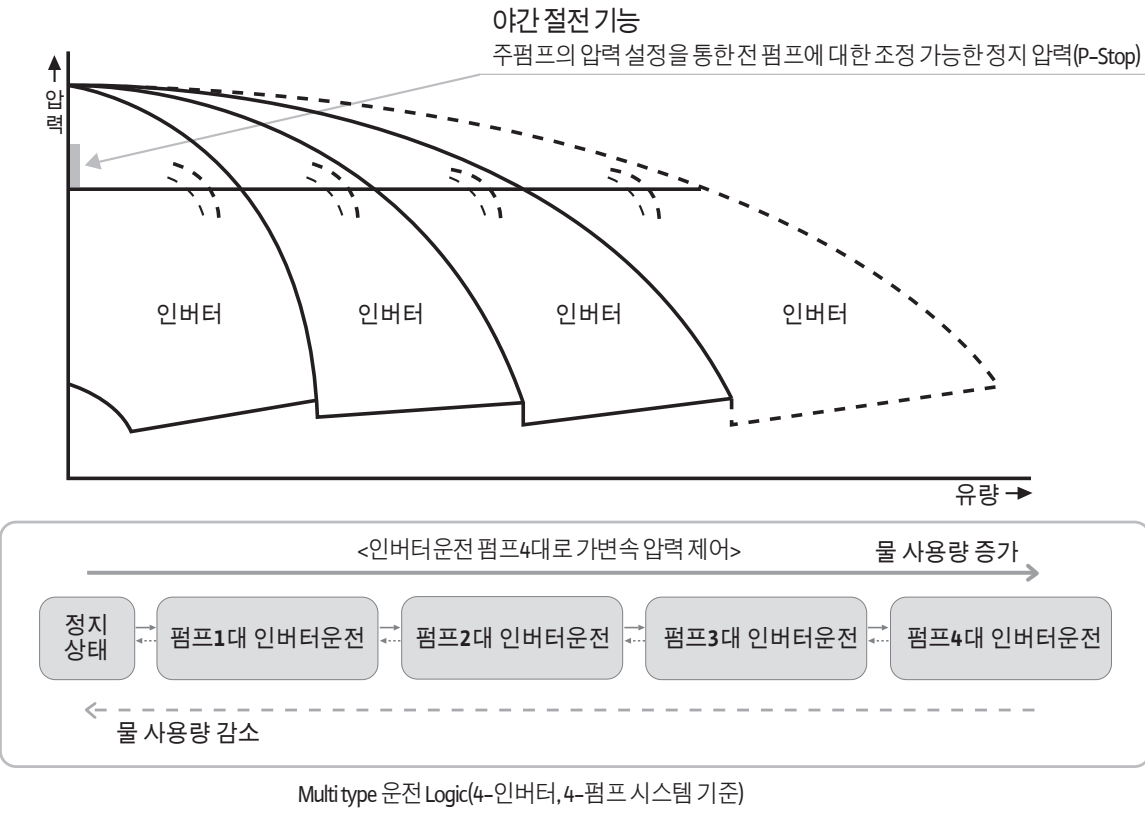 야간 절전 기능
주펌프의 압력 설정을 통한 전 펌프에 대한 조정 가능한 정지 압력(P-Stop)
압
력
인버터
인버터
인버터
인버터
유량
<인버터운전 펌프4대로 가변속 압력 제어>
물 사용량 증가
정지
상태
펌프1대 인버터운전
펌프2대 인버터운전
펌프3대 인버터운전
펌프4대 인버터운전
물 사용량 감소
Multi type 운전 Logic(4-인버터, 4-펌프 시스템 기준)